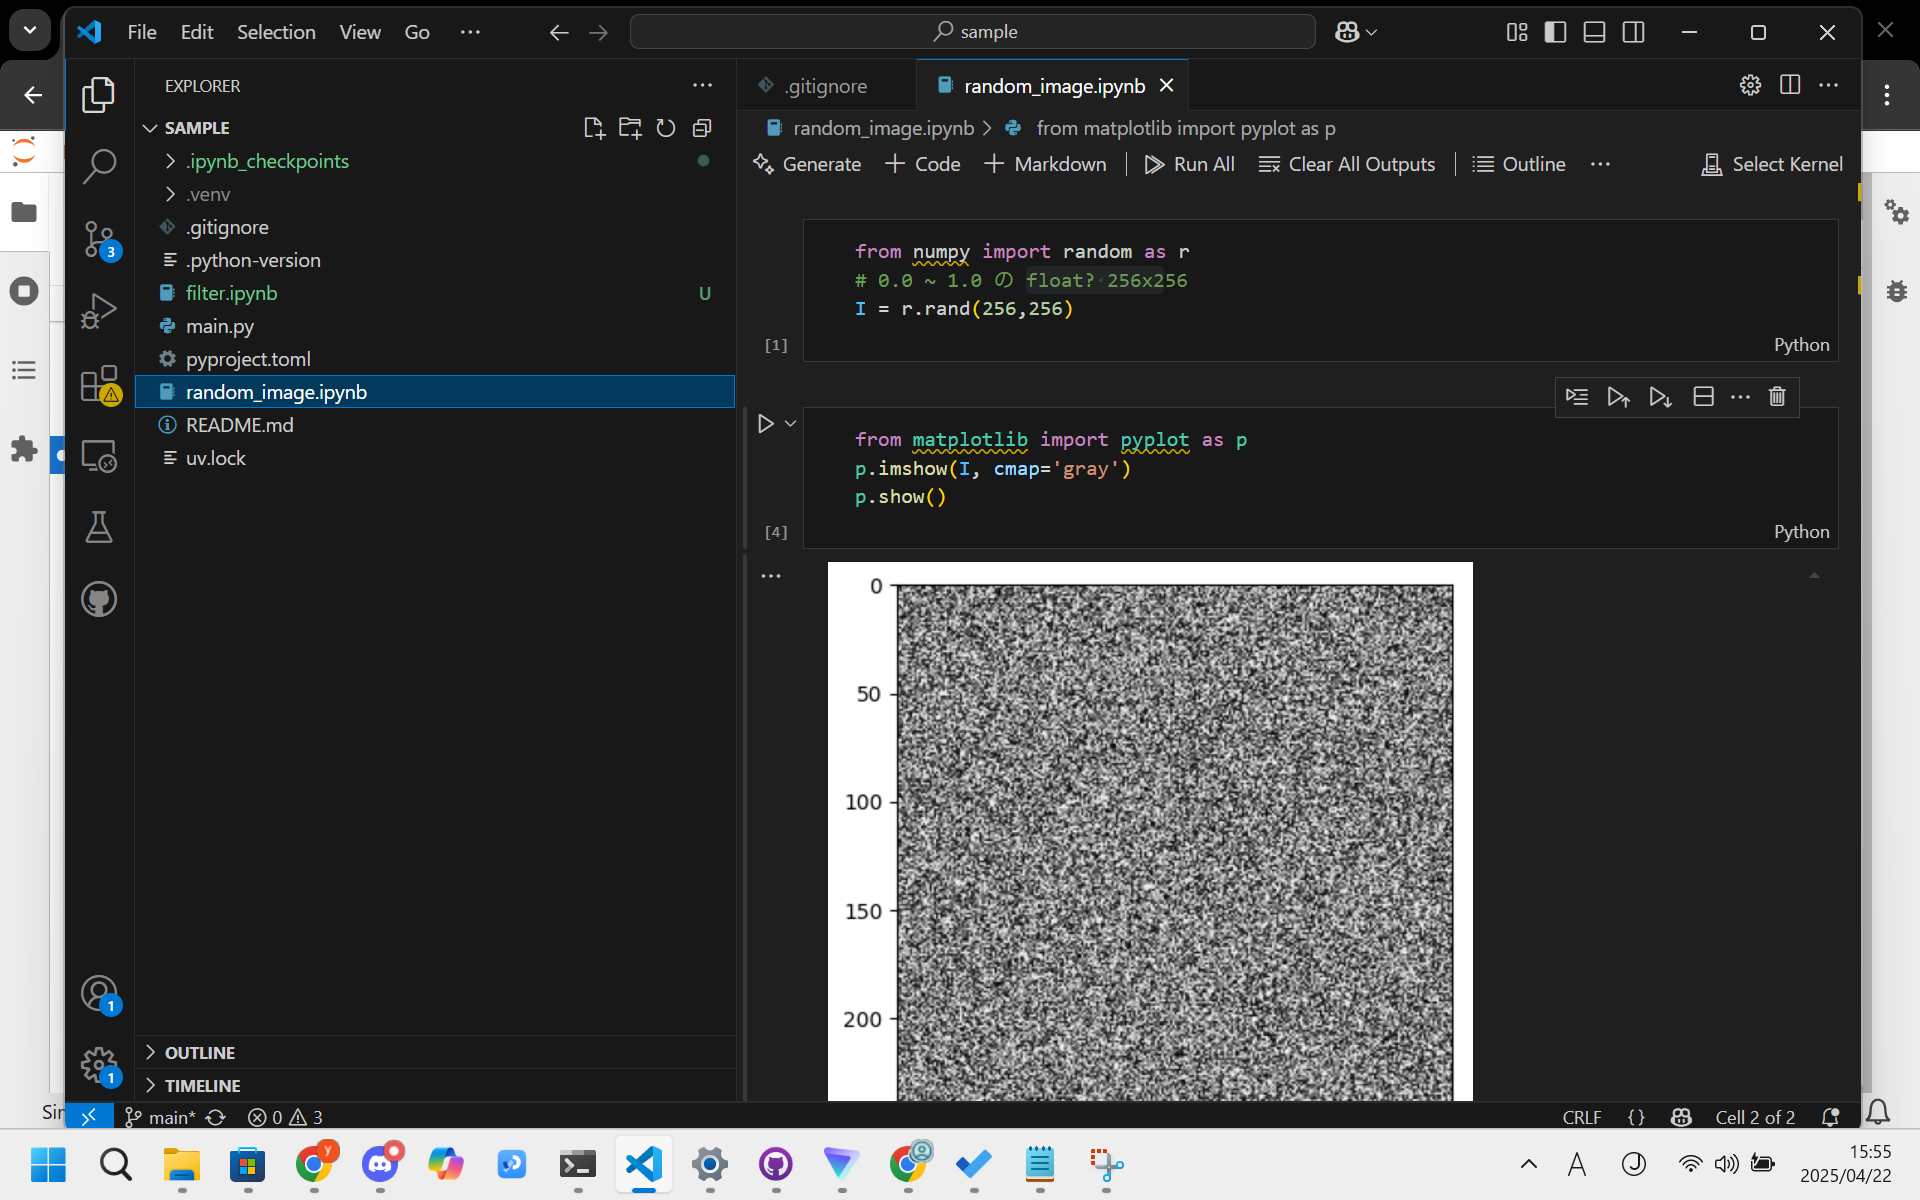 File Edit Selection View Go ··· sample
EXPLORER
SAMPLE
.ipynb_checkpoints
.venv
.gitignore
.python-version
filter.ipynb U
main.py
pyproject.toml
random_image.ipynb
README.md
uv.lock
OUTLINE
TIMELINE
3
1
1
.gitignore random_image.ipynb
random_image.ipynb > from matplotlib import pyplot as p
Generate + Code + Markdown Run All Clear All Outputs Outline ··· Select Kernel
from numpy import random as r
# 0.0 ~ 1.0 の float? 256x256
I = r.rand(256,256)
[1] Python
from matplotlib import pyplot as p
p.imshow(I, cmap='gray')
p.show()
[4] Python
0
50
100
150
200
main* 0 3 CRLF {} Cell 2 of 2
A J 15:55
2025/04/22